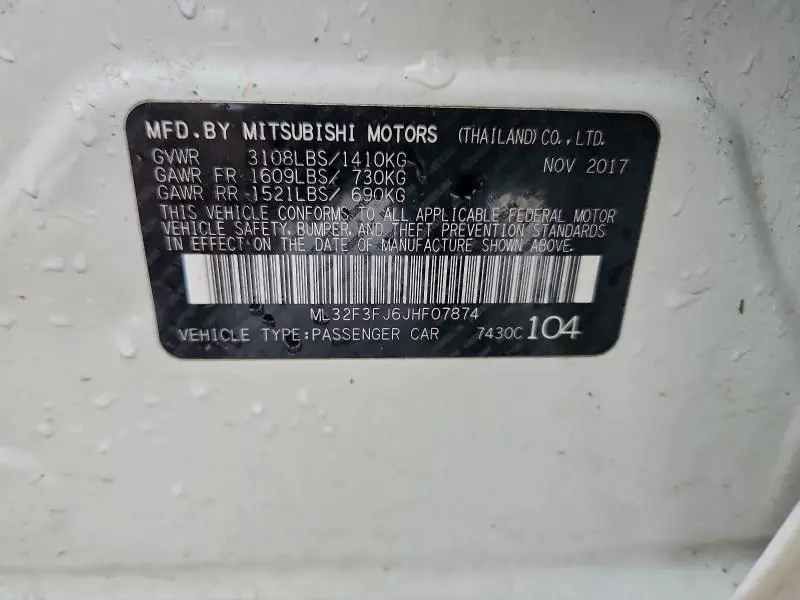 MFD.BY MITSUBISHI MOTORS (THAILAND)CO.,LTD.
GVWR 3108LBS/1410KG NOV 2017
GAWR FR 1609LBS/ 730KG
GAWR RR 1521LBS/ 690KG
THIS VEHICLE CONFORMS TO ALL APPLICABLE FEDERAL MOTOR
VEHICLE SAFETY, BUMPER, AND THEFT PREVENTION STANDARDS
IN EFFECT ON THE DATE OF MANUFACTURE SHOWN ABOVE.
ML32F3FJ6JHF07874
VEHICLE TYPE:PASSENGER CAR 7430C 104